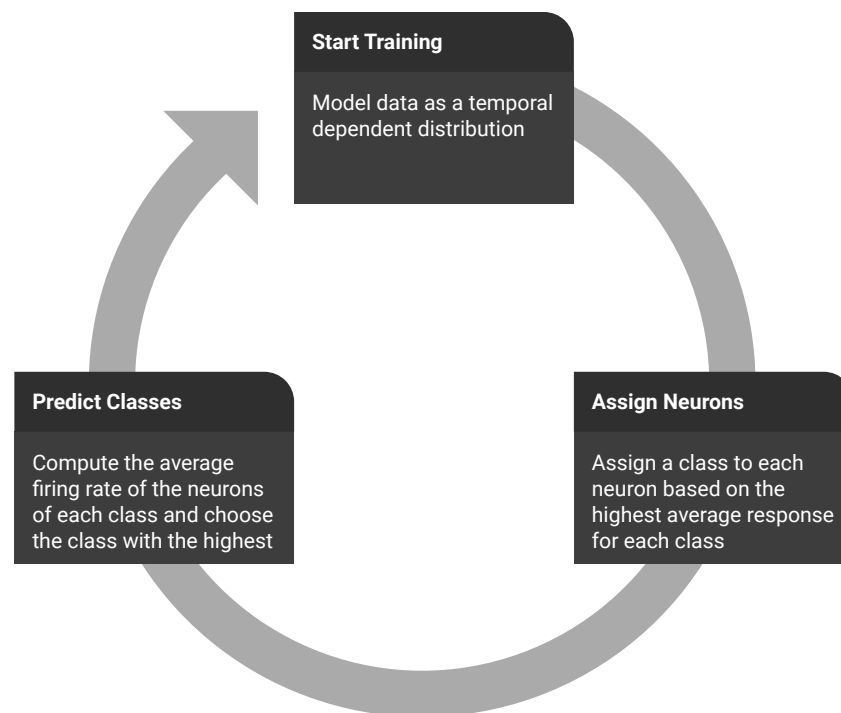 Start Training
Model data as a temporal
dependent distribution
Predict Classes
Compute the average
firing rate of the neurons
of each class and choose
the class with the highest
Assign Neurons
Assign a class to each
neuron based on the
highest average response
for each class